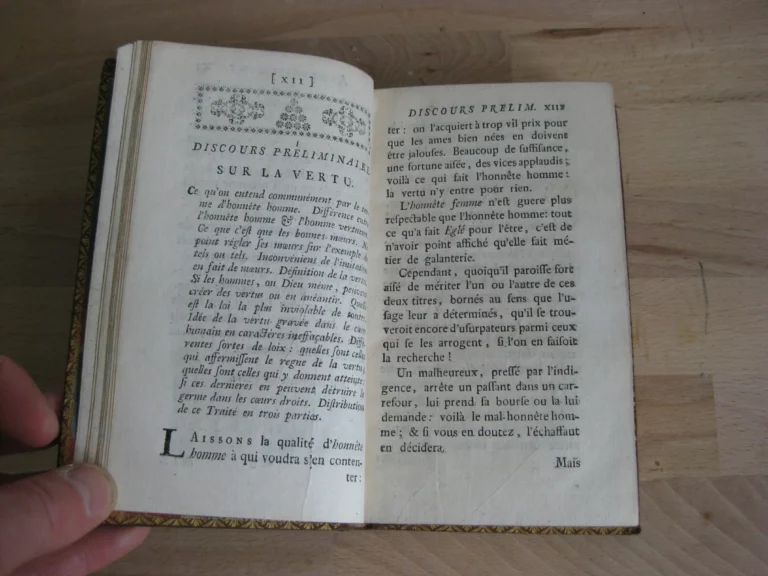 [ XII ]
DISCOURS PRÉLIMINAIRE
SUR LA VERTU.
Ce qu'on entend communément par le
me d'honnête homme. Différence entre
l'honnête homme & l'homme vertueux.
Ce que c'est que les bonnes mœurs. Ne
point régler ses mœurs sur l'exemple de
tels ou tels. Inconvéniens de l'imitation
en fait de mœurs. Définition de la vertu.
Si les hommes, ou Dieu même, peuvent
créer des vertus ou en anéantir. Quelle
est la loi la plus inviolable de toutes.
Idée de la vertu gravée dans le cœur
humain en caractères ineffaçables. Diffé-
rentes sortes de loix : quelles sont celles
qui affermissent le regne de la vertu ;
quelles sont celles qui y donnent atteinte.
Si ces dernières en peuvent détruire le
germe dans les cœurs droits. Distribution
de ce Traité en trois parties.
LAISSONS la qualité d'honnête
homme à qui voudra s'en conten-
ter :
DISCOURS PRELIM. XIII
ter : on l'acquiert à trop vil prix pour
que les ames bien nées en doivent
être jalouses. Beaucoup de suffisance,
une fortune aisée, des vices applaudis ;
voilà ce qui fait l'honnête homme :
la vertu n'y entre pour rien.
L'honnête femme n'est guere plus
respectable que l'honnête homme : tout
ce qu'a fait Eglé pour l'être, c'est de
n'avoir point affiché qu'elle fait mé-
tier de galanterie.
Cépendant, quoiqu'il paroisse fort
aisé de mériter l'un ou l'autre de ces
deux titres, bornés au sens que l'u-
sage leur a déterminés, qu'il se trou-
veroit encore d'usurpateurs parmi ceux
qui se les arrogent, si l'on en faisoit
la recherche !
Un malheureux, pressé par l'indi-
gence, arrête un passant dans un car-
refour, lui prend sa bourse ou la lui
demande : voilà le mal-honnête hom-
me ; & si vous en doutez, l'échaffaut
en décidera.
Mais